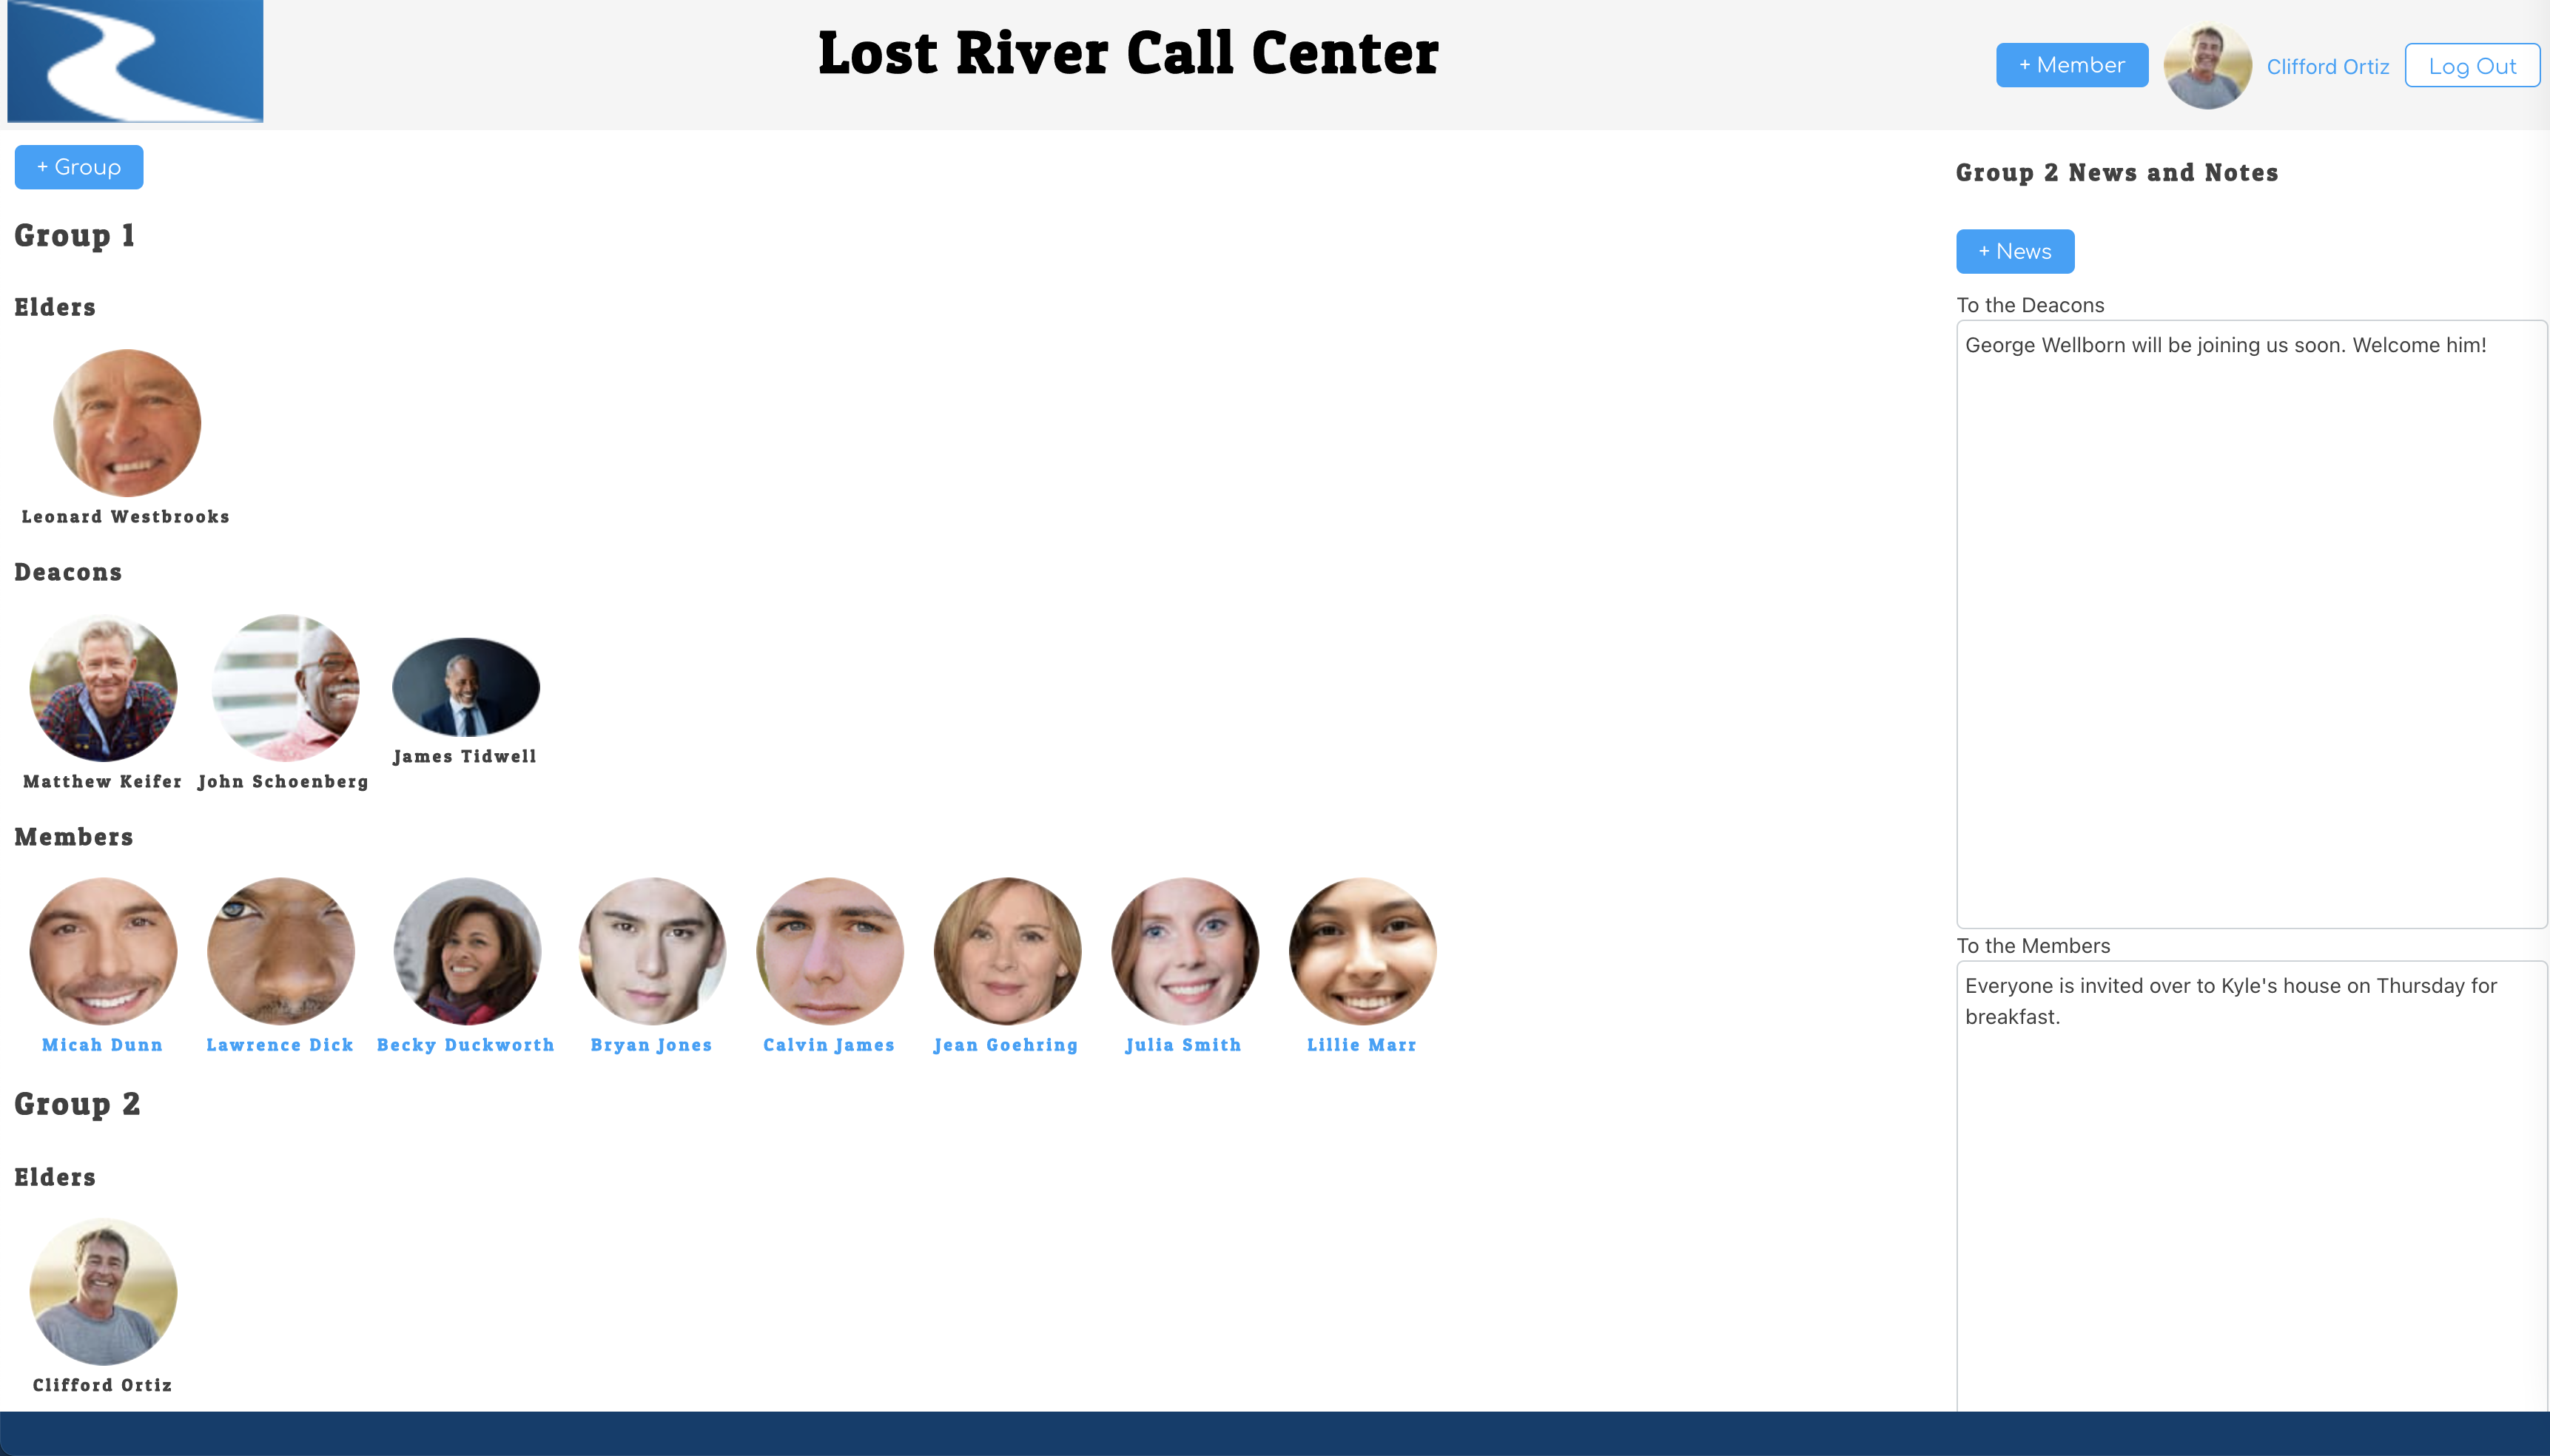 Lost River Call Center
+ Member
Clifford Ortiz
Log Out
+ Group
Group 1
Elders
Leonard Westbrooks
Deacons
Matthew Keifer
John Schoenberg
James Tidwell
Members
Micah Dunn
Lawrence Dick
Becky Duckworth
Bryan Jones
Calvin James
Jean Goehring
Julia Smith
Lillie Marr
Group 2
Elders
Clifford Ortiz
Group 2 News and Notes
+ News
To the Deacons
George Wellborn will be joining us soon. Welcome him!
To the Members
Everyone is invited over to Kyle's house on Thursday for
breakfast.